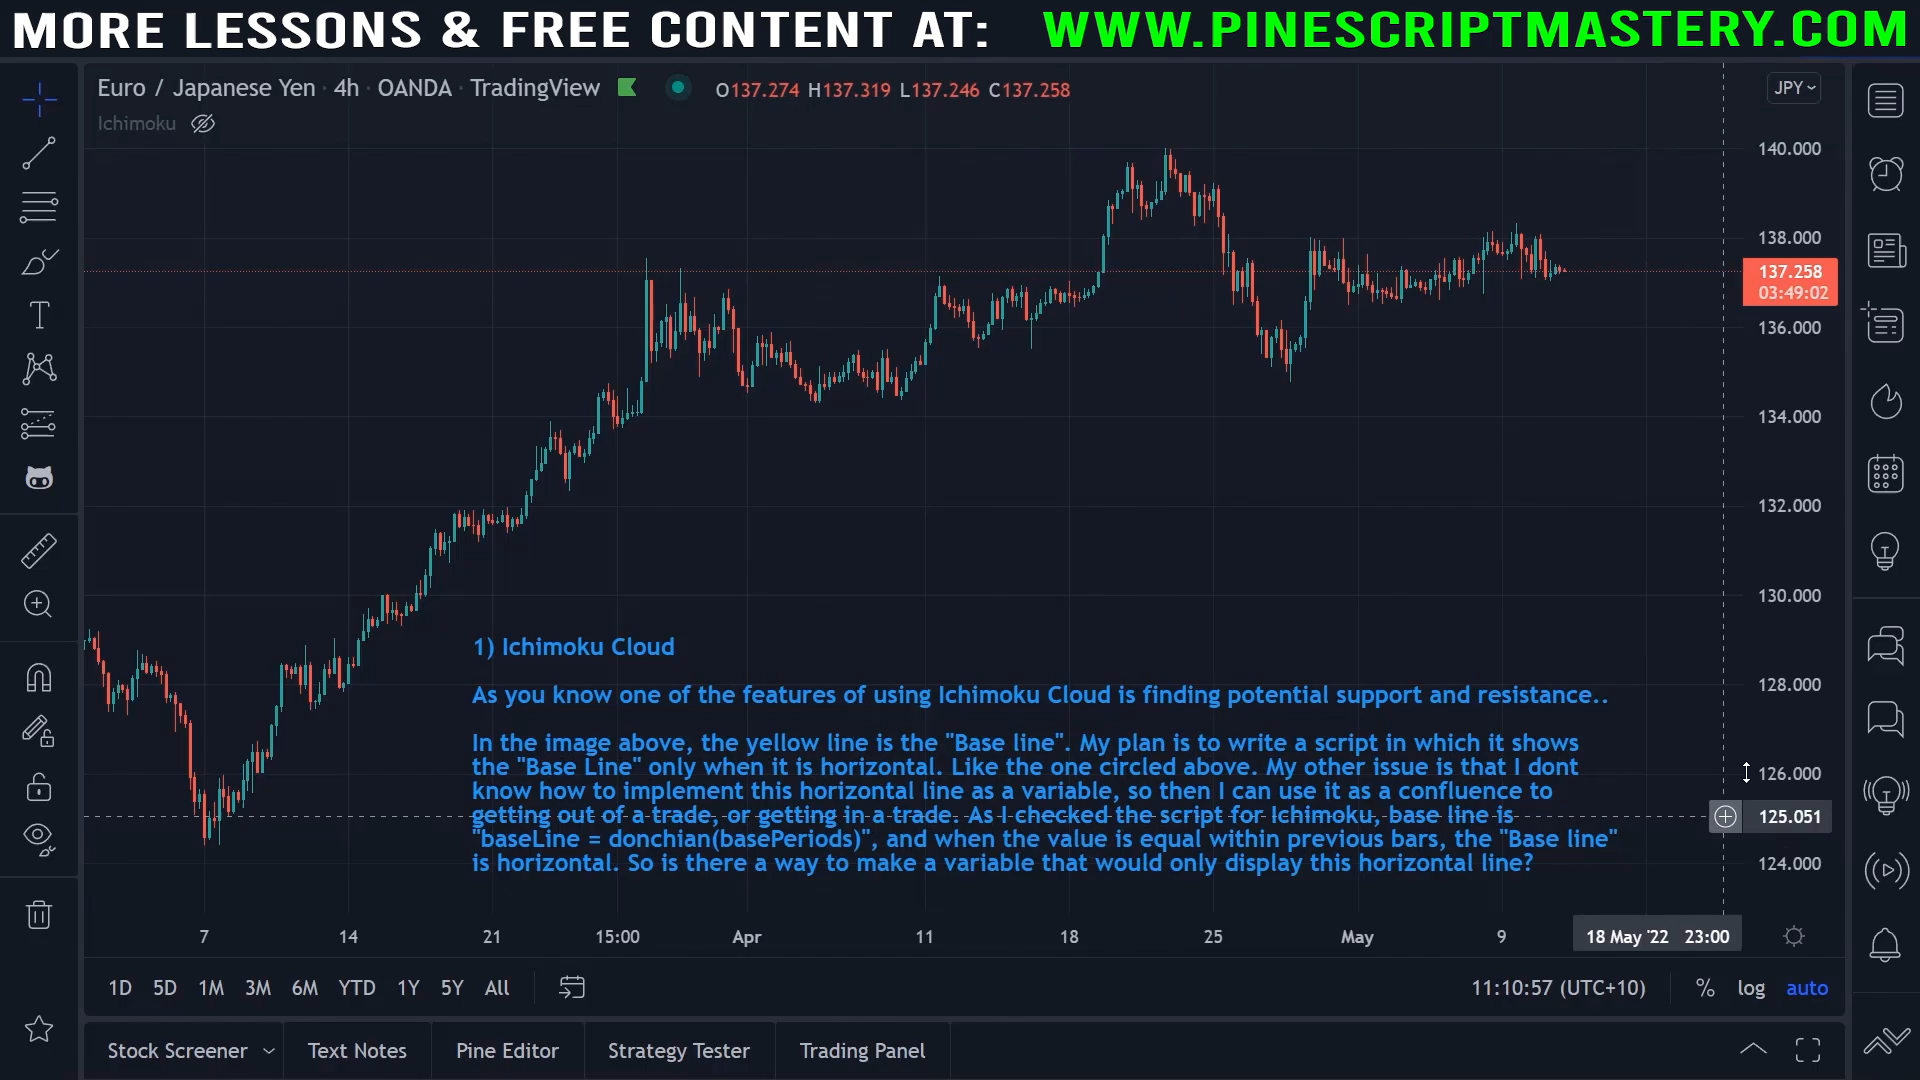 MORE LESSONS & FREE CONTENT AT: WWW.PINESCRIPTMASTERY.COM
Euro / Japanese Yen · 4h · OANDA · TradingView O137.274 H137.319 L137.246 C137.258
JPY
Ichimoku
140.000
138.000
137.258
03:49:02
136.000
134.000
132.000
130.000
128.000
126.000
125.051
124.000
1) Ichimoku Cloud
As you know one of the features of using Ichimoku Cloud is finding potential support and resistance..
In the image above, the yellow line is the "Base line". My plan is to write a script in which it shows
the "Base Line" only when it is horizontal. Like the one circled above. My other issue is that I dont
know how to implement this horizontal line as a variable, so then I can use it as a confluence to
getting out of a trade, or getting in a trade. As I checked the script for Ichimoku, base line is
"baseLine = donchian(basePeriods)", and when the value is equal within previous bars, the "Base line"
is horizontal. So is there a way to make a variable that would only display this horizontal line?
7 14 21 15:00 Apr 11 18 25 May 9 18 May '22 23:00
1D 5D 1M 3M 6M YTD 1Y 5Y All 11:10:57 (UTC+10) % log auto
Stock Screener Text Notes Pine Editor Strategy Tester Trading Panel